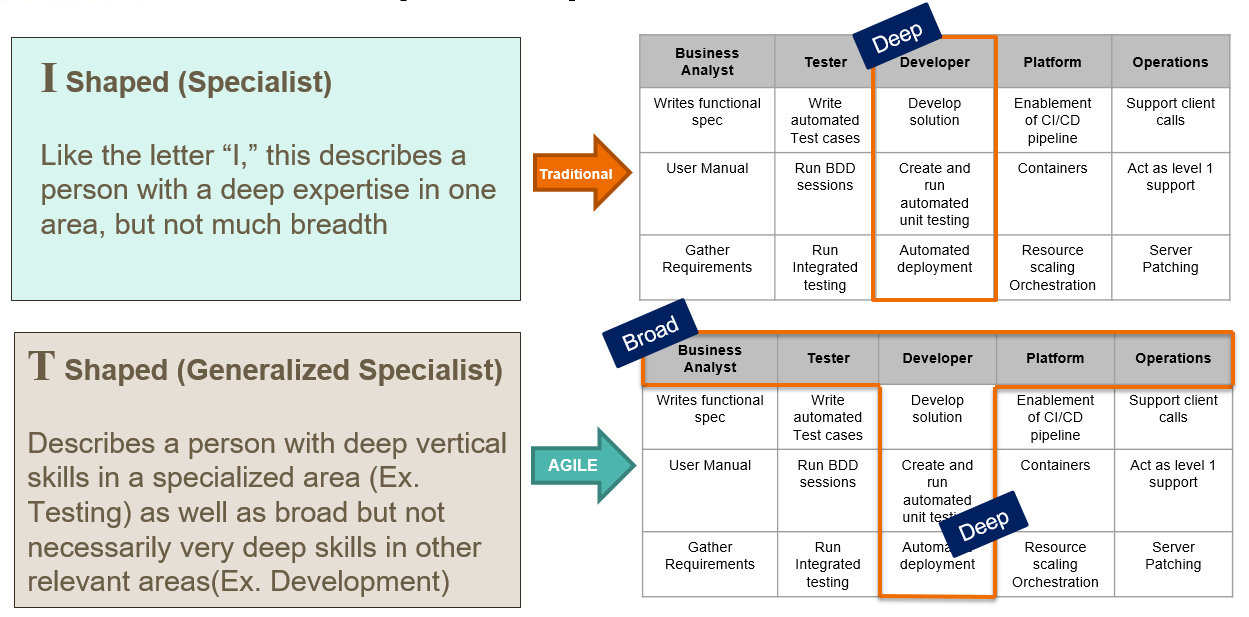 I Shaped (Specialist)
Like the letter “I,” this describes a
person with a deep expertise in one
area, but not much breadth
Traditional
Deep
Business
Analyst
Tester
Developer
Platform
Operations
Writes functional
spec
Write
automated
Test cases
Develop
solution
Enablement
of CI/CD
pipeline
Support client
calls
User Manual
Run BDD
sessions
Create and
run
automated
unit testing
Containers
Act as level 1
support
Gather
Requirements
Run
Integrated
testing
Automated
deployment
Resource
scaling
Orchestration
Server
Patching
T Shaped (Generalized Specialist)
Describes a person with deep vertical
skills in a specialized area (Ex.
Testing) as well as broad but not
necessarily very deep skills in other
relevant areas(Ex. Development)
AGILE
Broad
Business
Analyst
Tester
Developer
Platform
Operations
Writes functional
spec
Write
automated
Test cases
Develop
solution
Enablement
of CI/CD
pipeline
Support client
calls
User Manual
Run BDD
sessions
Create and
run
automated
unit
Containers
Act as level 1
support
Deep
Gather
Requirements
Run
Integrated
testing
deployment
Resource
scaling
Orchestration
Server
Patching